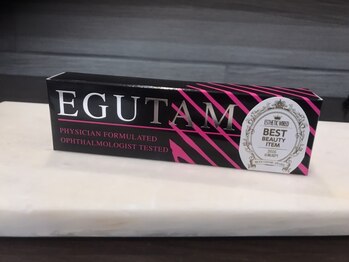 EGUTAM
PHYSICIAN FORMULATED
OPHTHALMOLOGIST TESTED
BEST
BEAUTY
ITEM